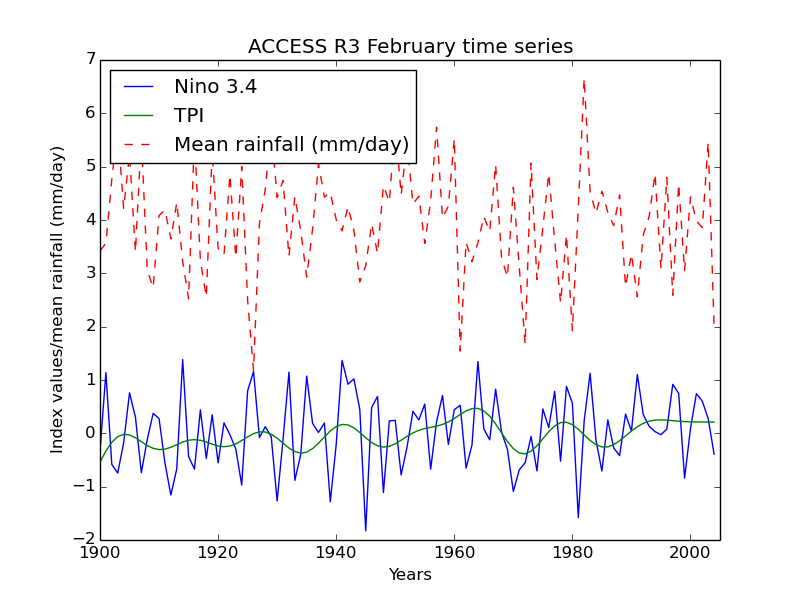 ACCESS R3 February time series
Nino 3.4
TPI
Mean rainfall (mm/day)
Index values/mean rainfall (mm/day)
7
6
5
4
3
2
1
0
−1
−2
1900 1920 1940 1960 1980 2000
Years